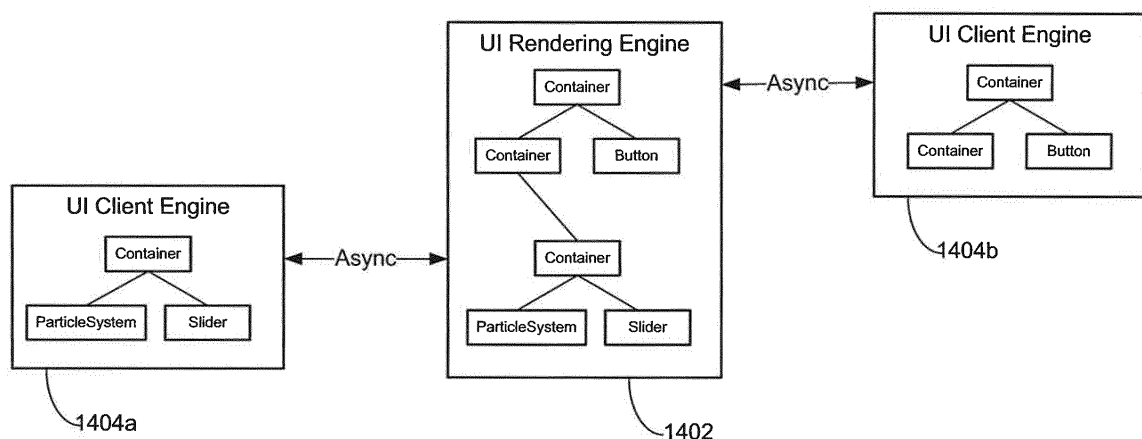 UI Rendering Engine
Container
Container
Button
Container
ParticleSystem
Slider
UI Client Engine
Container
Container
Button
Async
1404b
UI Client Engine
Container
ParticleSystem
Slider
Async
1404a
1402